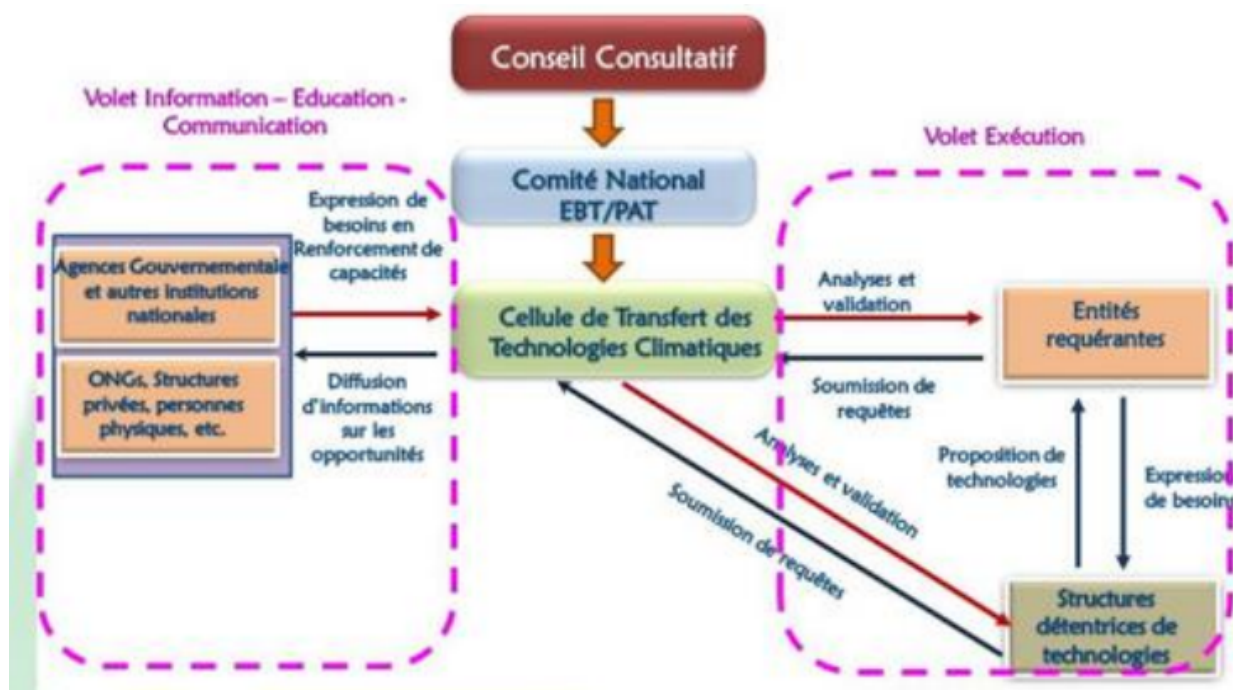 Conseil Consultatif
Volet Information – Education -
Communication
Volet Exécution
Comité National
EBT/PAT
Expression de
besoins en
Renforcement de
capacités
Agences Gouvernementale
et autres institutions
nationales
ONGs, Structures
privées, personnes
physiques, etc.
Diffusion
d'informations
sur les
opportunités
Cellule de Transfert des
Technologies Climatiques
Analyses et
validation
Entités
requérantes
Soumission de
requêtes
Analyses et validation
Soumission de requêtes
Proposition de
technologies
Expression
de besoins
Structures
détentrices de
technologies